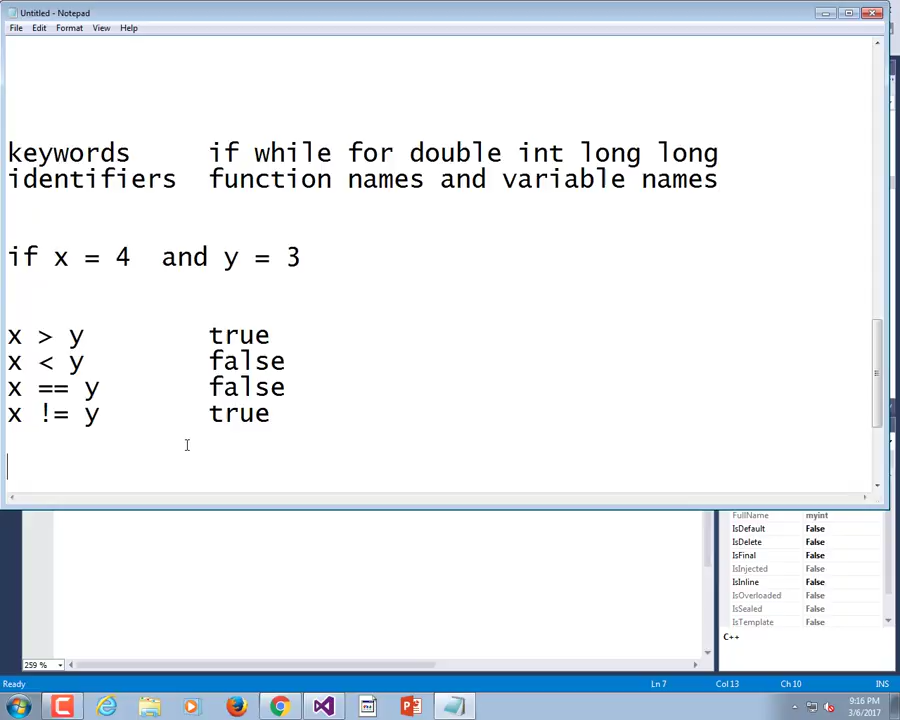 Untitled - Notepad
File Edit Format View Help
keywords if while for double int long long
identifiers function names and variable names
if x = 4 and y = 3
x > y true
x < y false
x == y false
x != y true
FullName myint
IsDefault False
IsDelete False
IsFinal False
IsInjected False
IsInline False
IsOverloaded False
IsSealed False
IsTemplate False
C++
259 %
Ready Ln 7 Col 13 Ch 10 INS
9:16 PM
3/6/2017